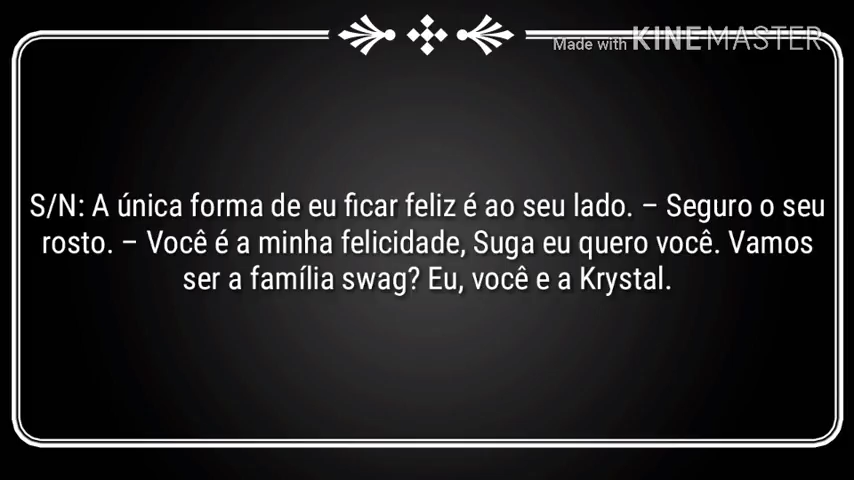 Made with KINEMASTER
S/N: A única forma de eu ficar feliz é ao seu lado. – Seguro o seu
rosto. – Você é a minha felicidade, Suga eu quero você. Vamos
ser a família swag? Eu, você e a Krystal.